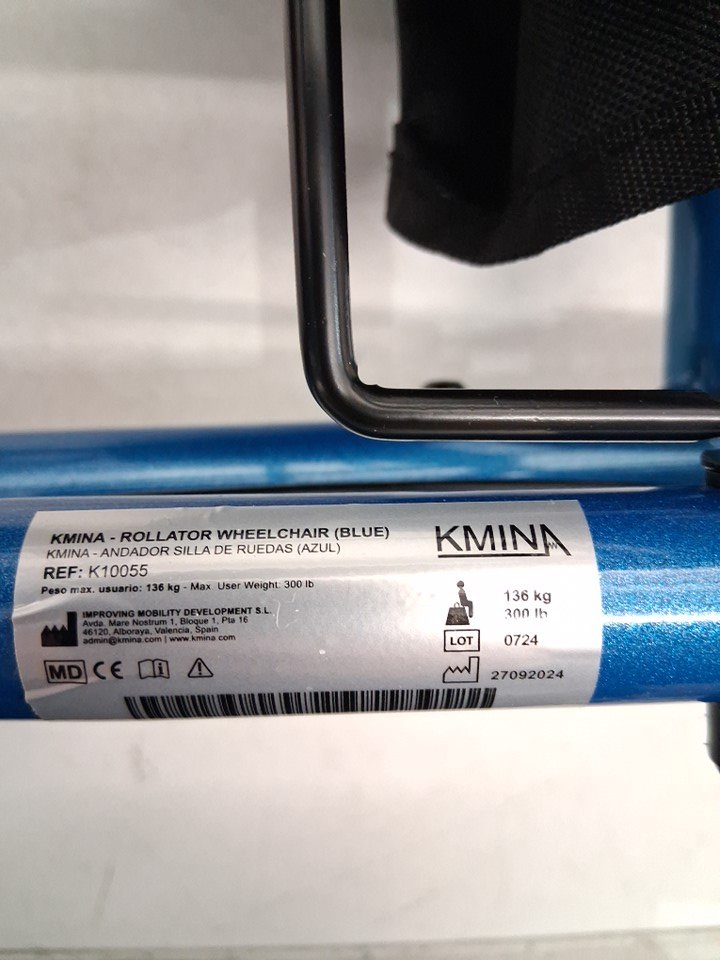 KMINA - ROLLATOR WHEELCHAIR (BLUE)
KMINA - ANDADOR SILLA DE RUEDAS (AZUL)
REF: K10055
Peso max. usuario: 136 kg - Max. User Weight: 300 lb
IMPROVING MOBILITY DEVELOPMENT S.L.
Avda. Mare Nostrum 1, Bloque 1, Pta 16
46120, Alboraya, Valencia, Spain
admin@kmina.com | www.kmina.com
MD CE
KMINA
136 kg
300 lb
LOT 0724
27092024